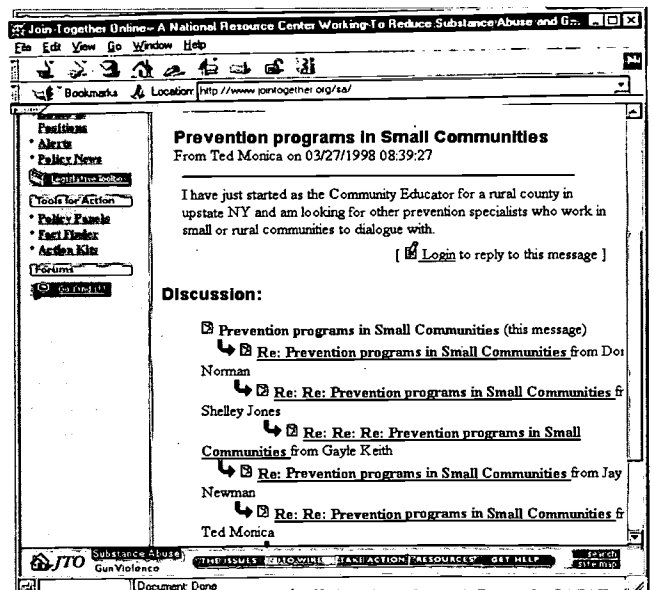 Join Together Online - A National Resource Center Working To Reduce Substance Abuse and G...
File Edit View Go Window Help
Bookmarks Location: http://www.jointogether.org/sa/
Positions
* Alerts
* Policy News
Tools for Action
* Policy Panels
* Fact Finder
* Action Kits
Forums
Prevention programs in Small Communities
From Ted Monica on 03/27/1998 08:39:27
I have just started as the Community Educator for a rural county in
upstate NY and am looking for other prevention specialists who work in
small or rural communities to dialogue with.
[ Login to reply to this message ]
Discussion:
Prevention programs in Small Communities (this message)
Re: Prevention programs in Small Communities from Dor
Norman
Re: Re: Prevention programs in Small Communities fr
Shelley Jones
Re: Re: Re: Prevention programs in Small
Communities from Gayle Keith
Re: Prevention programs in Small Communities from Jay
Newman
Re: Re: Prevention programs in Small Communities fr
Ted Monica
JTO Substance Abuse
Gun Violence
THE ISSUES TAKE ACTION RESOURCES GET HELP
search
site map
Document: Done